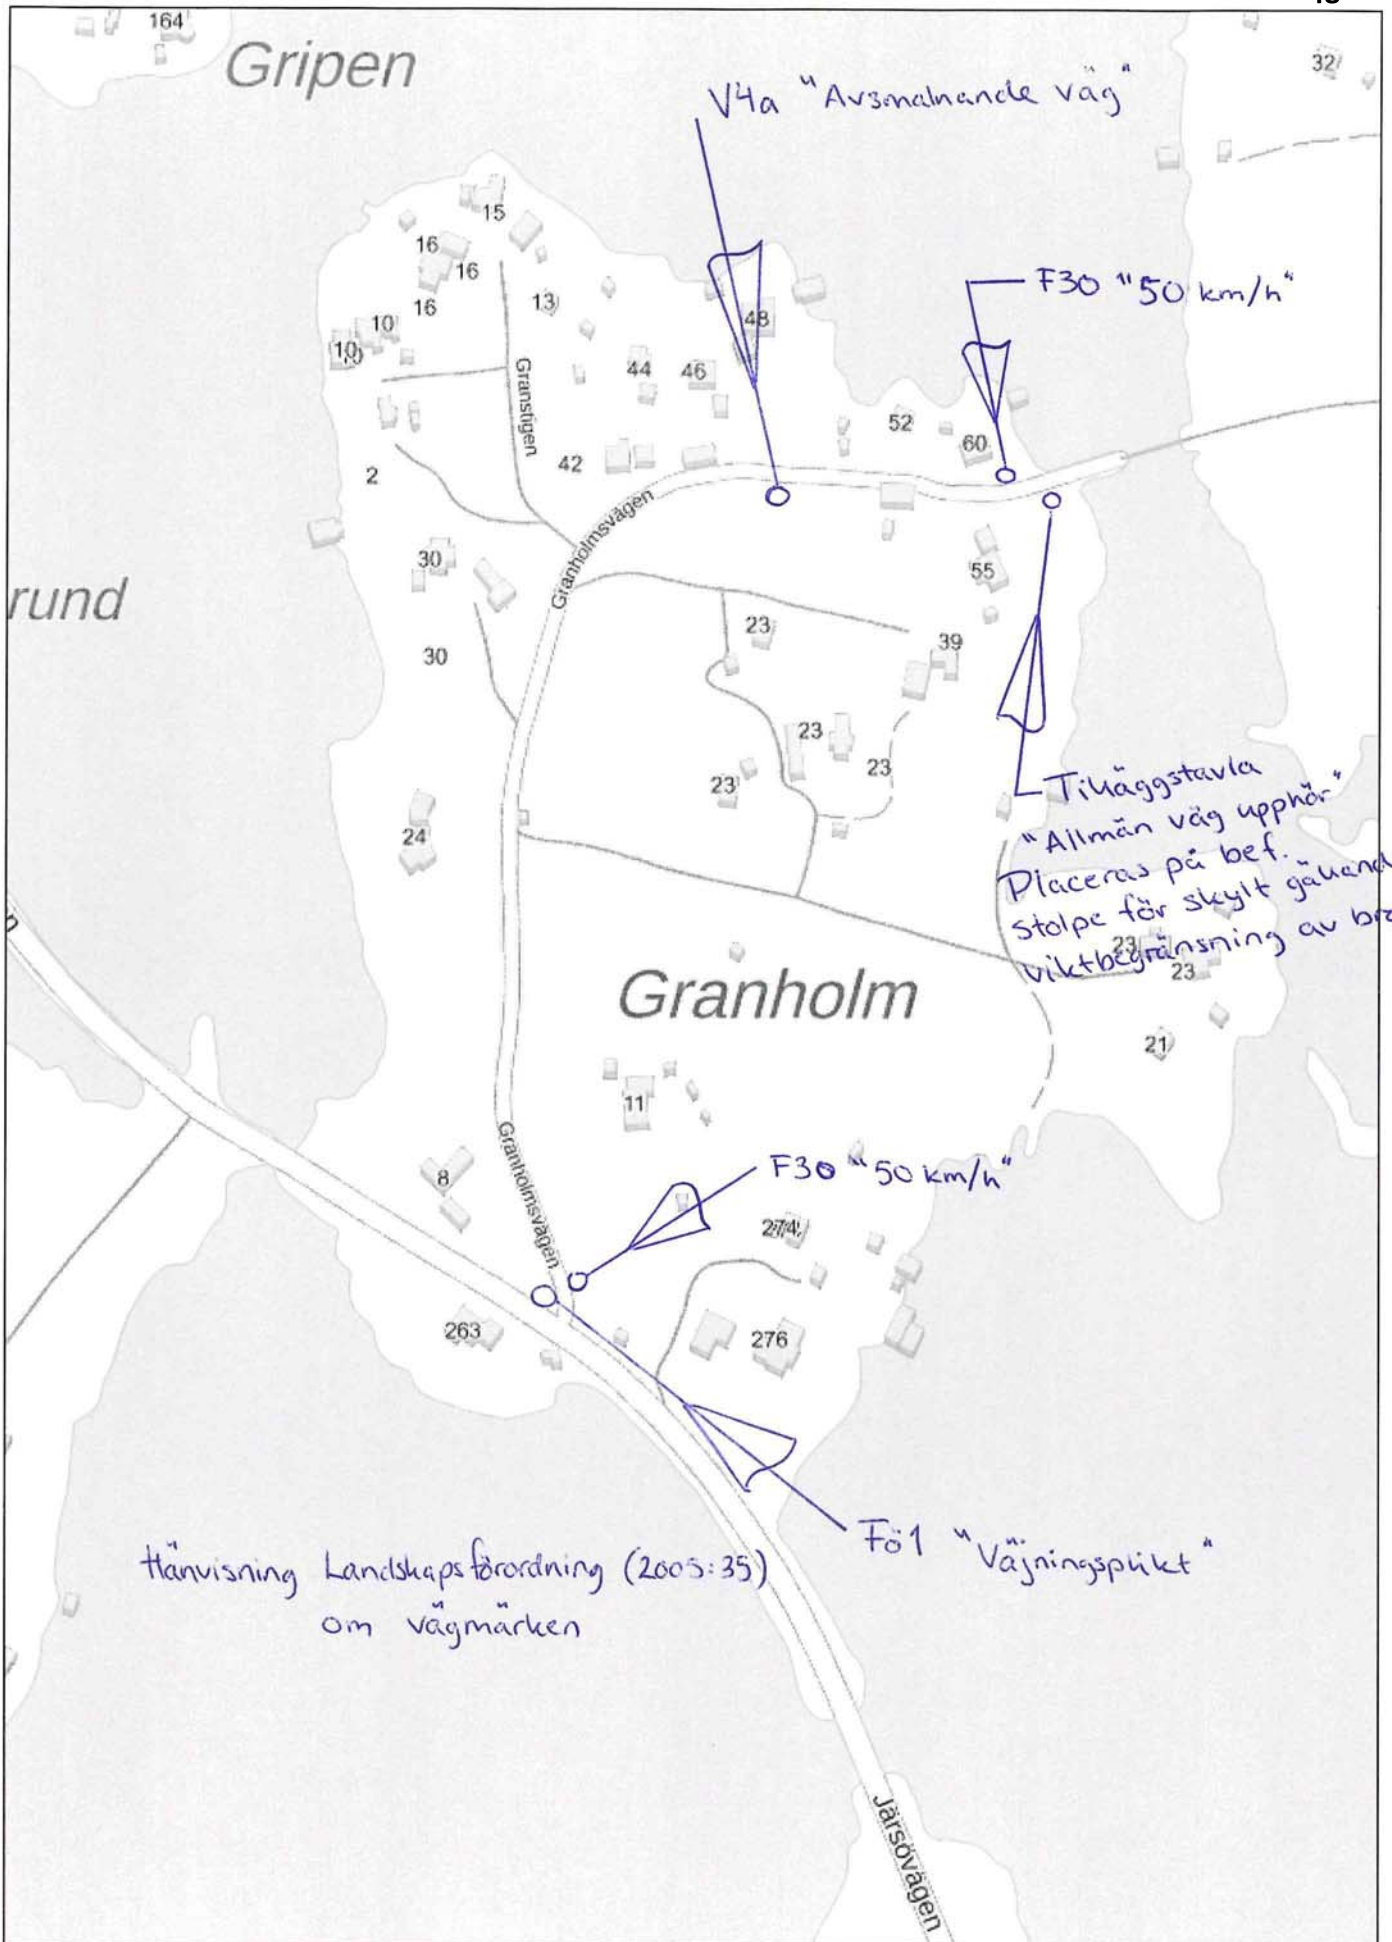 164
Gripen
32
V4a "Avsmalnande väg"
15
16
16
16
13
10
10
F30 "50 km/h"
48
44
46
Granstigen
52
60
42
2
Granholmsvägen
30
55
rund
23
39
30
23
23
23
24
Tilläggstavla
"Allmän väg upphör"
Placeras på bef.
stolpe för skylt gälland
viktbegränsning av bro
23
23
Granholm
21
11
Granholmsvägen
8
F30 "50 km/h"
274
263
276
Fö1 "Väjningsplikt"
Hänvisning Landskapsförordning (2005:35)
om vägmärken
Järsövägen